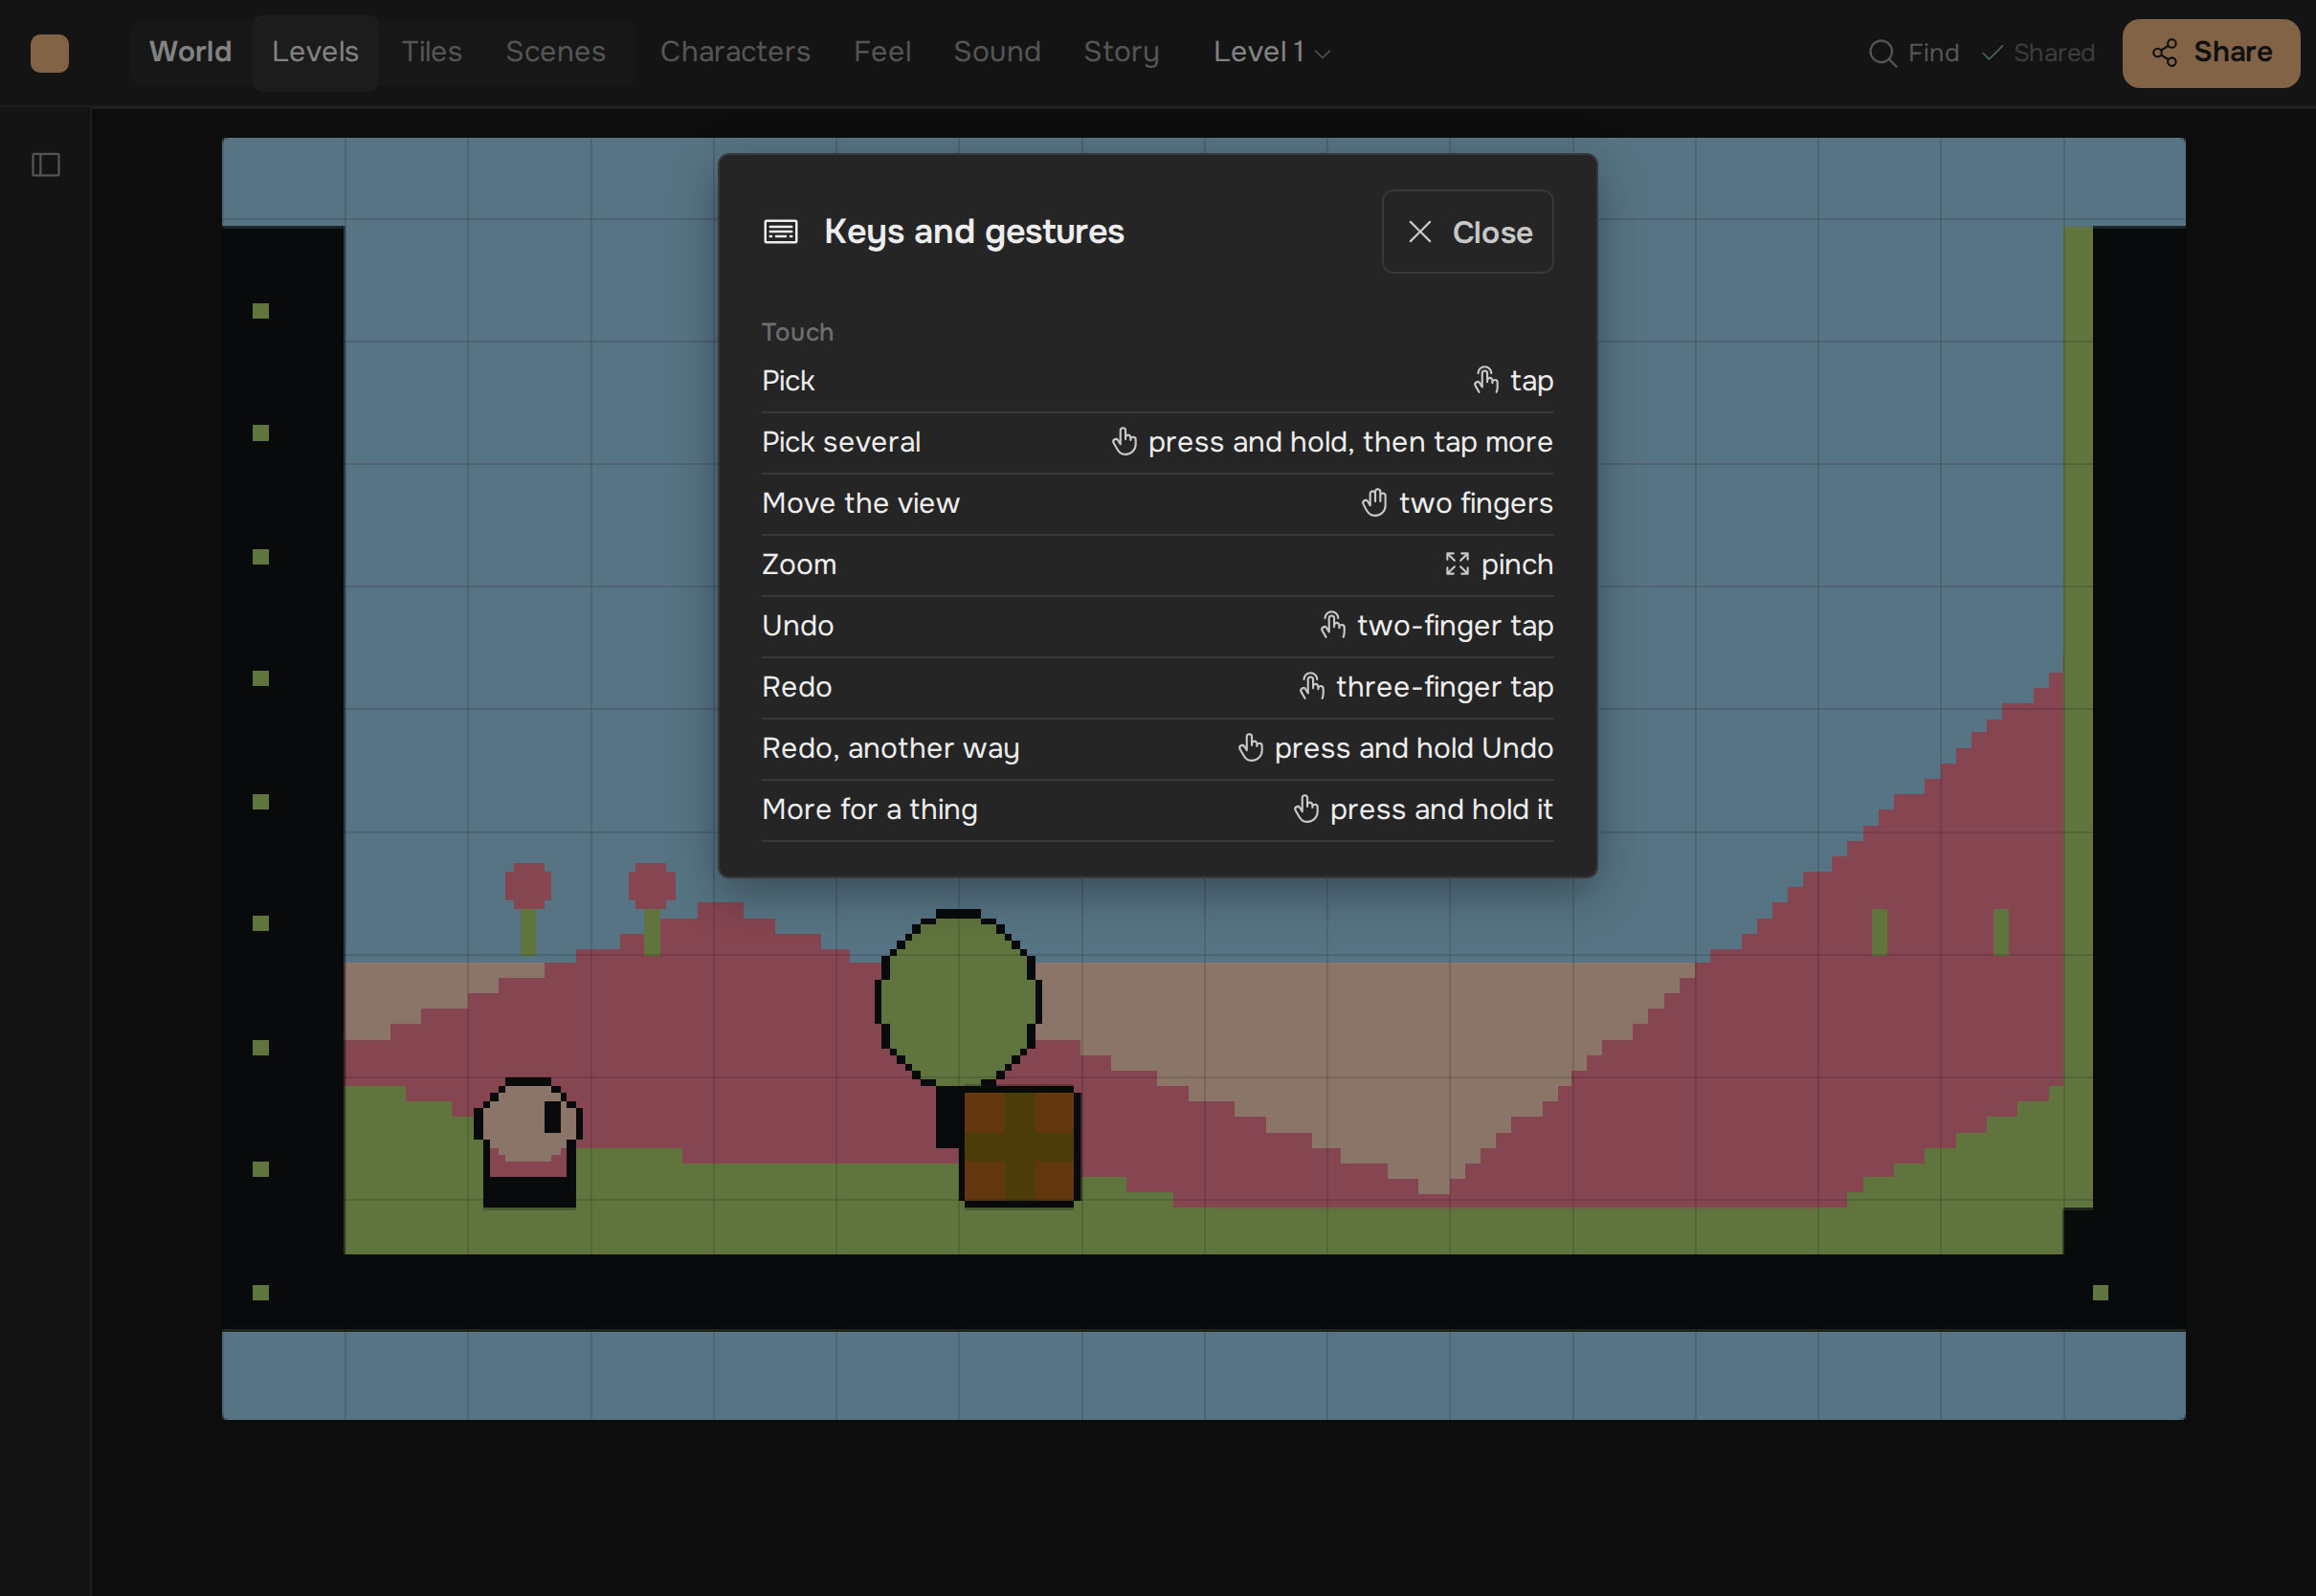 World Levels Tiles Scenes Characters Feel Sound Story Level 1 Find Shared Share
Keys and gestures Close
Touch
Pick tap
Pick several press and hold, then tap more
Move the view two fingers
Zoom pinch
Undo two-finger tap
Redo three-finger tap
Redo, another way press and hold Undo
More for a thing press and hold it